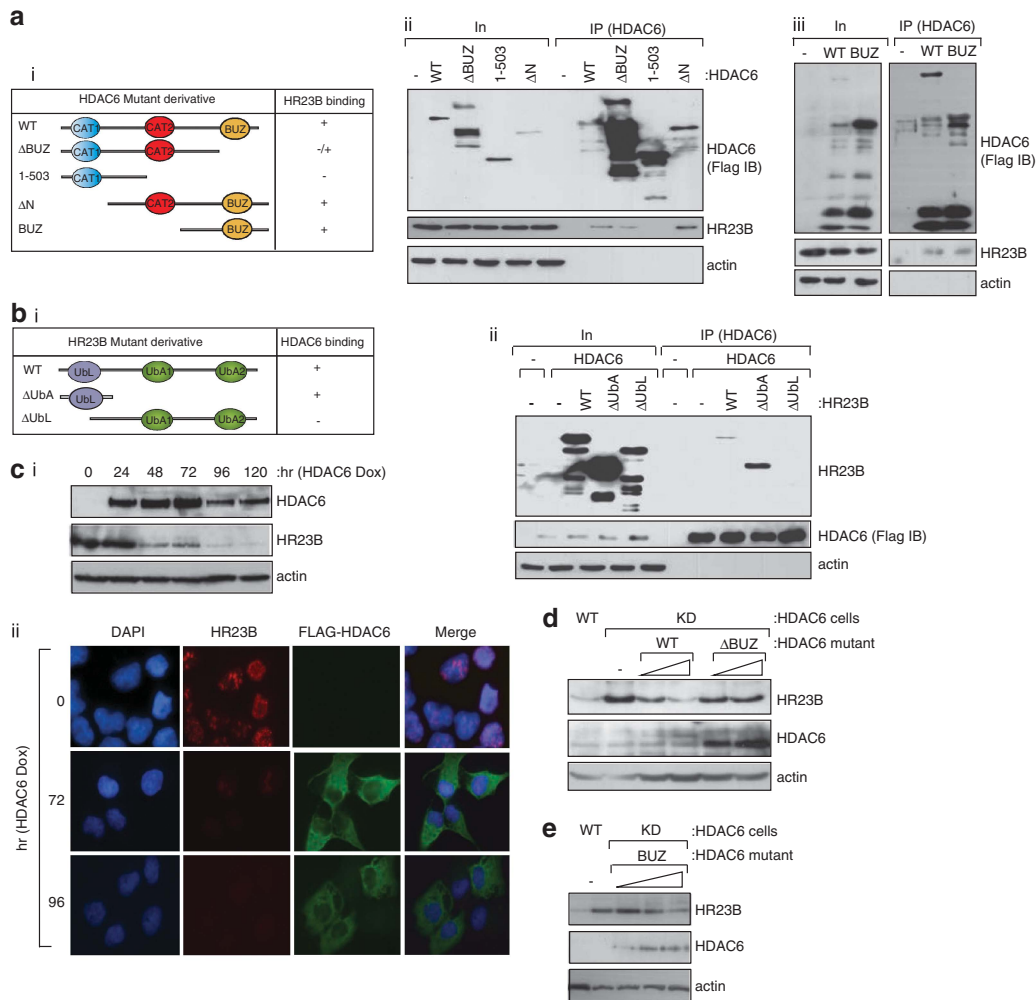 a
i
HDAC6 Mutant derivative HR23B binding
WT CAT1 CAT2 BUZ +
ΔBUZ CAT1 CAT2 -/+
1-503 CAT1 -
ΔN CAT2 BUZ +
BUZ BUZ +
ii
In IP (HDAC6)
- WT ΔBUZ 1-503 ΔN - WT ΔBUZ 1-503 ΔN :HDAC6
HDAC6
(Flag IB)
HR23B
actin
iii
In IP (HDAC6)
- WT BUZ - WT BUZ
HDAC6
(Flag IB)
HR23B
actin
b
i
HR23B Mutant derivative HDAC6 binding
WT UbL UbA1 UbA2 +
ΔUbA UbL +
ΔUbL UbA1 UbA2 -
ii
In IP (HDAC6)
- HDAC6 - HDAC6
- - WT ΔUbA ΔUbL - - WT ΔUbA ΔUbL :HR23B
HR23B
HDAC6 (Flag IB)
actin
c
i
0 24 48 72 96 120 :hr (HDAC6 Dox)
HDAC6
HR23B
actin
ii
DAPI HR23B FLAG-HDAC6 Merge
hr (HDAC6 Dox)
0
72
96
d
WT KD :HDAC6 cells
WT ΔBUZ :HDAC6 mutant
-
HR23B
HDAC6
actin
e
WT KD :HDAC6 cells
BUZ :HDAC6 mutant
-
HR23B
HDAC6
actin